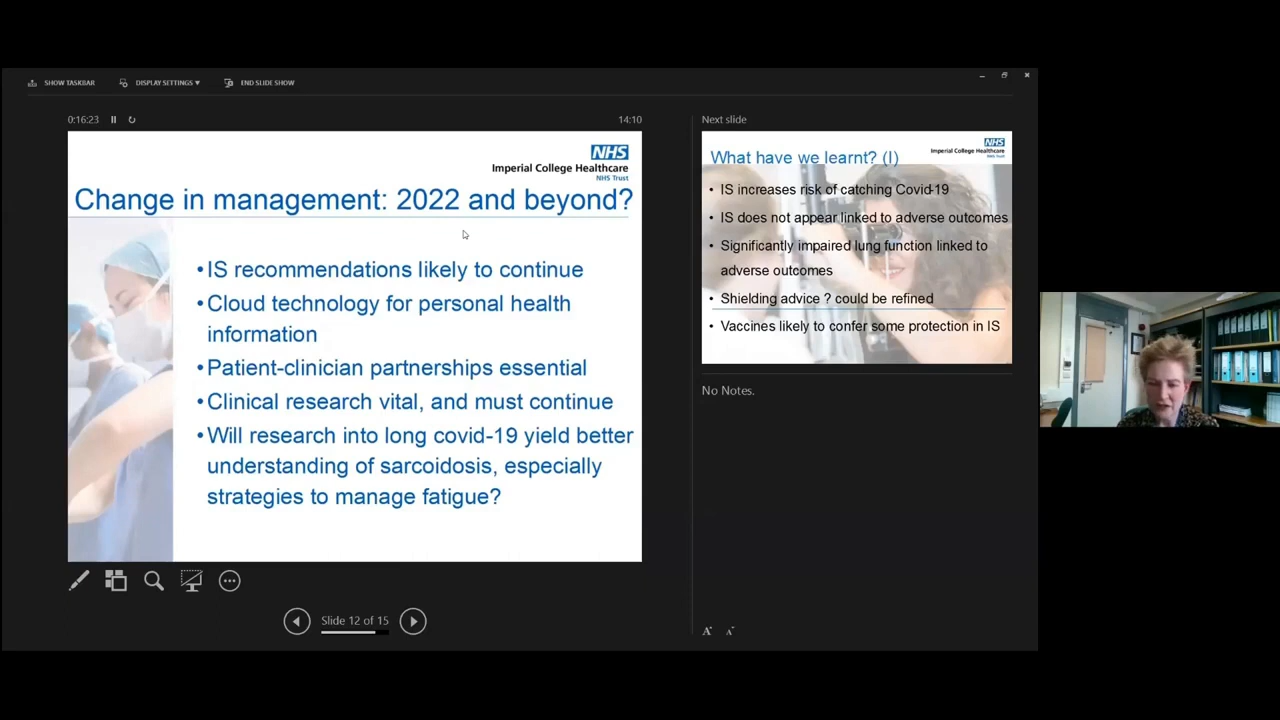 SHOW TASKBAR DISPLAY SETTINGS ▼ END SLIDE SHOW
0:16:23 14:10
NHS
Imperial College Healthcare
NHS Trust
Change in management: 2022 and beyond?
• IS recommendations likely to continue
• Cloud technology for personal health
information
• Patient-clinician partnerships essential
• Clinical research vital, and must continue
• Will research into long covid-19 yield better
understanding of sarcoidosis, especially
strategies to manage fatigue?
Slide 12 of 15
Next slide
NHS
Imperial College Healthcare
NHS Trust
What have we learnt? (I)
• IS increases risk of catching Covid-19
• IS does not appear linked to adverse outcomes
• Significantly impaired lung function linked to
adverse outcomes
• Shielding advice ? could be refined
• Vaccines likely to confer some protection in IS
No Notes.
A A